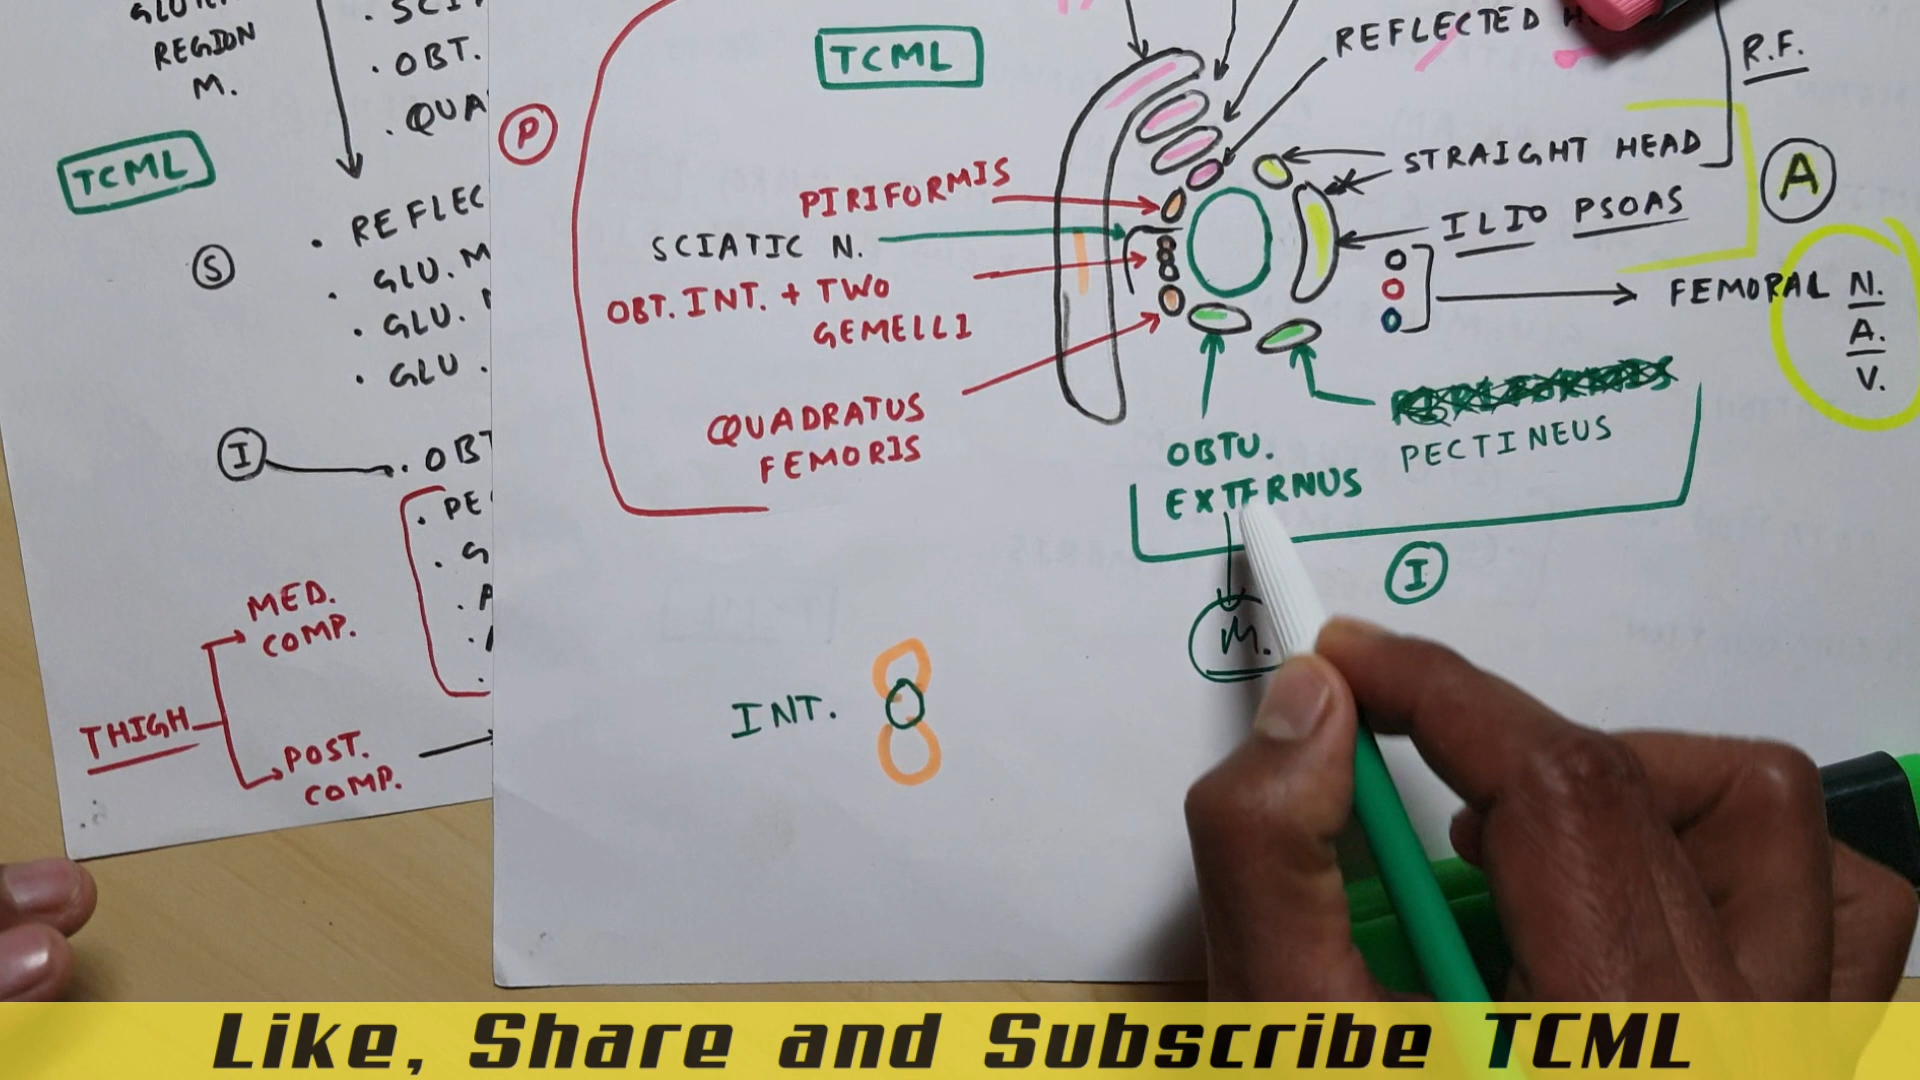 REGION
M.
TCML
S
REFLEC
GLU. M
GLU.
GLU.
I
OBT
PE
G
MED.
COMP.
THIGH
POST.
COMP.
SCI
OBT.
QUA
P
TCML
REFLECTED
R.F.
STRAIGHT HEAD
A
PIRIFORMIS
ILIO PSOAS
SCIATIC N.
OBT. INT. + TWO
GEMELLI
FEMORAL N.
A.
V.
QUADRATUS
FEMORIS
OBTU.
EXTERNUS
PECTINEUS
I
M.
INT.
Like, Share and Subscribe TCML